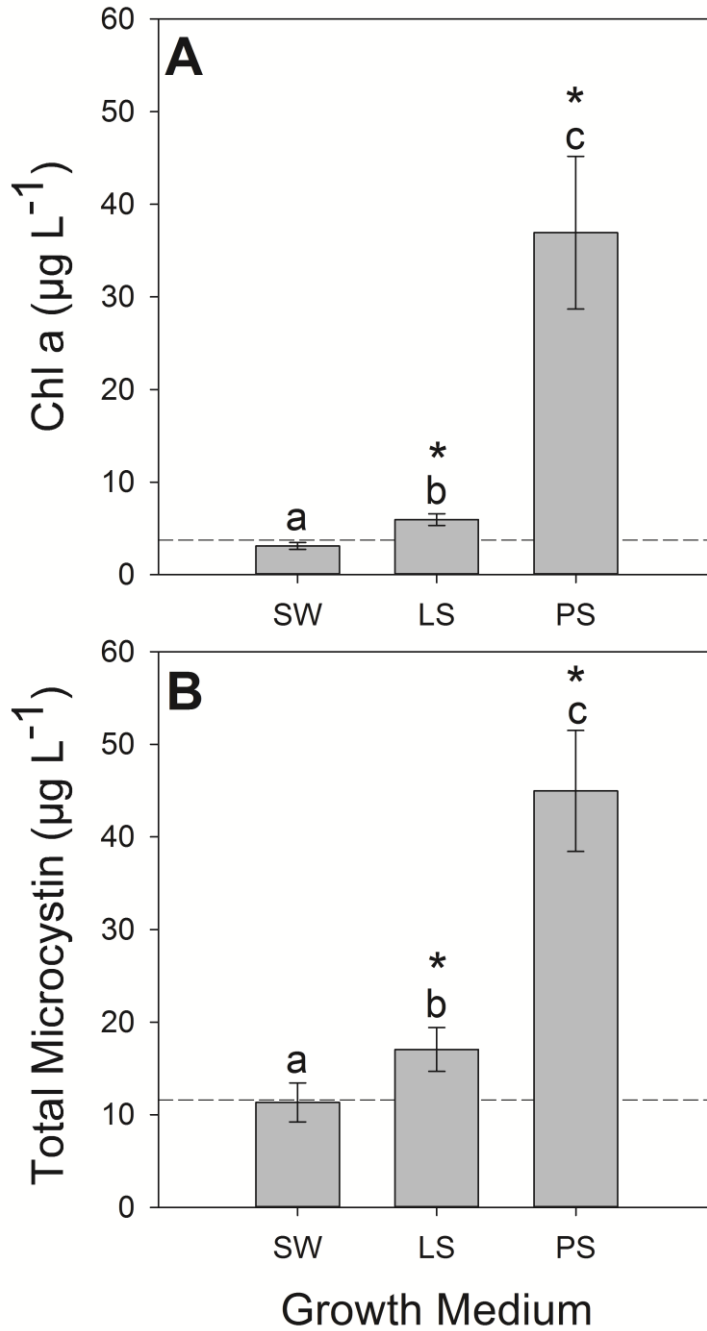 A
60
50
40
30
20
10
0
Chl a (µg L⁻¹)
a
*
b
*
c
SW LS PS
B
60
50
40
30
20
10
0
Total Microcystin (µg L⁻¹)
a
*
b
*
c
SW LS PS
Growth Medium